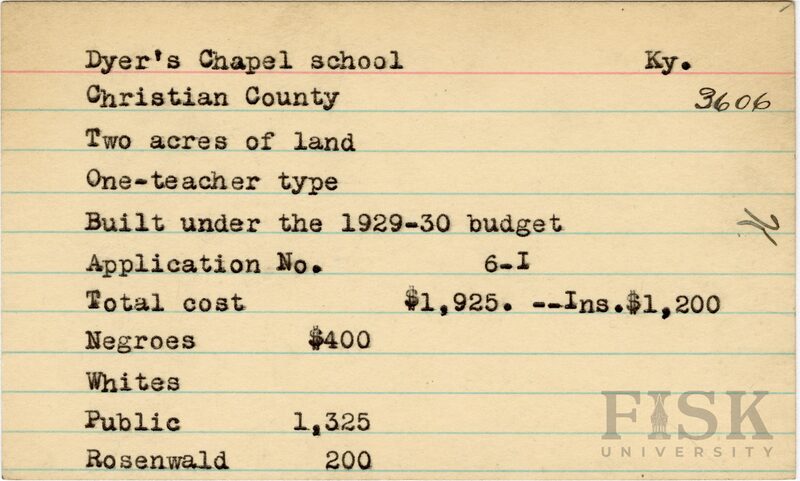 Dyer's Chapel school Ky.
Christian County 3606
Two acres of land
One-teacher type
Built under the 1929-30 budget
Application No. 6-I
Total cost $1,925. --Ins.$1,200
Negroes $400
Whites
Public 1,325
Rosenwald 200
FISK
UNIVERSITY